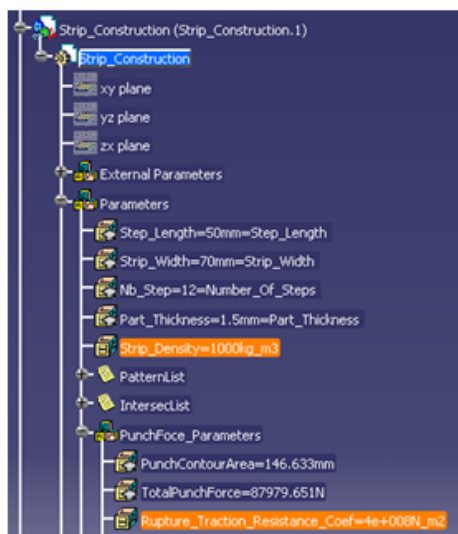 Strip_Construction (Strip_Construction.1)
Strip_Construction
xy plane
yz plane
zx plane
External Parameters
Parameters
Step_Length=50mm=Step_Length
Strip_Width=70mm=Strip_Width
Nb_Step=12=Number_Of_Steps
Part_Thickness=1.5mm=Part_Thickness
Strip_Density=1000kg_m3
PatternList
IntersecList
PunchFoce_Parameters
PunchContourArea=146.633mm
TotalPunchForce=87979.651N
Rupture_Traction_Resistance_Coef=4e+008N_m2